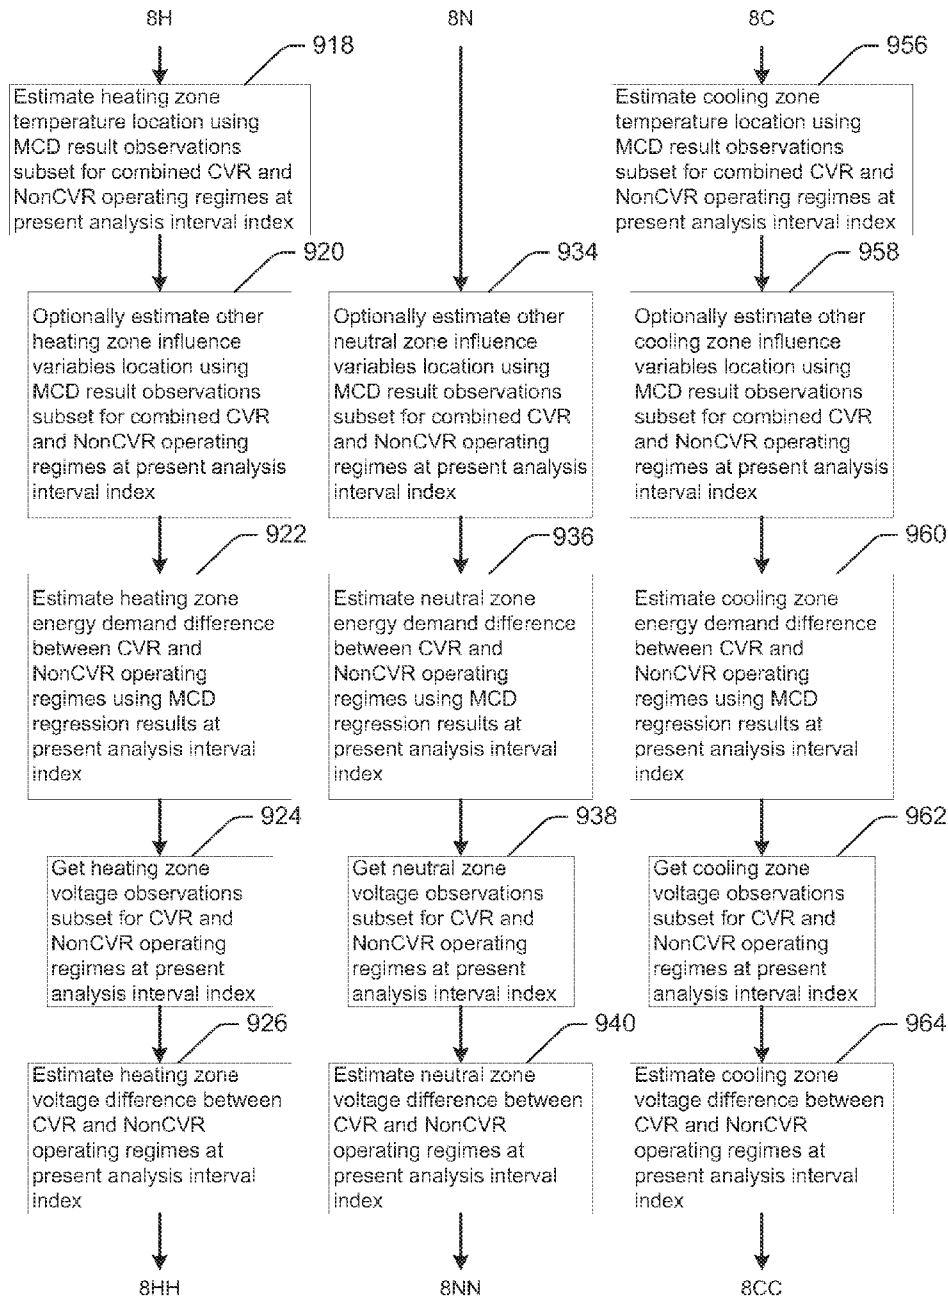 8H
8N
8C
918
956
Estimate heating zone
temperature location using
MCD result observations
subset for combined CVR and
NonCVR operating regimes at
present analysis interval index
Estimate cooling zone
temperature location using
MCD result observations
subset for combined CVR and
NonCVR operating regimes at
present analysis interval index
920
934
958
Optionally estimate other
heating zone influence
variables location using
MCD result observations
subset for combined CVR
and NonCVR operating
regimes at present analysis
interval index
Optionally estimate other
neutral zone influence
variables location using
MCD result observations
subset for combined CVR
and NonCVR operating
regimes at present analysis
interval index
Optionally estimate other
cooling zone influence
variables location using
MCD result observations
subset for combined CVR
and NonCVR operating
regimes at present analysis
interval index
922
936
960
Estimate heating zone
energy demand difference
between CVR and
NonCVR operating
regimes using MCD
regression results at
present analysis interval
index
Estimate neutral zone
energy demand difference
between CVR and
NonCVR operating
regimes using MCD
regression results at
present analysis interval
index
Estimate cooling zone
energy demand difference
between CVR and
NonCVR operating
regimes using MCD
regression results at
present analysis interval
index
924
938
962
Get heating zone
voltage observations
subset for CVR and
NonCVR operating
regimes at present
analysis interval index
Get neutral zone
voltage observations
subset for CVR and
NonCVR operating
regimes at present
analysis interval index
Get cooling zone
voltage observations
subset for CVR and
NonCVR operating
regimes at present
analysis interval index
926
940
964
Estimate heating zone
voltage difference between
CVR and NonCVR
operating regimes at
present analysis interval
index
Estimate neutral zone
voltage difference between
CVR and NonCVR
operating regimes at
present analysis interval
index
Estimate cooling zone
voltage difference between
CVR and NonCVR
operating regimes at
present analysis interval
index
8HH
8NN
8CC